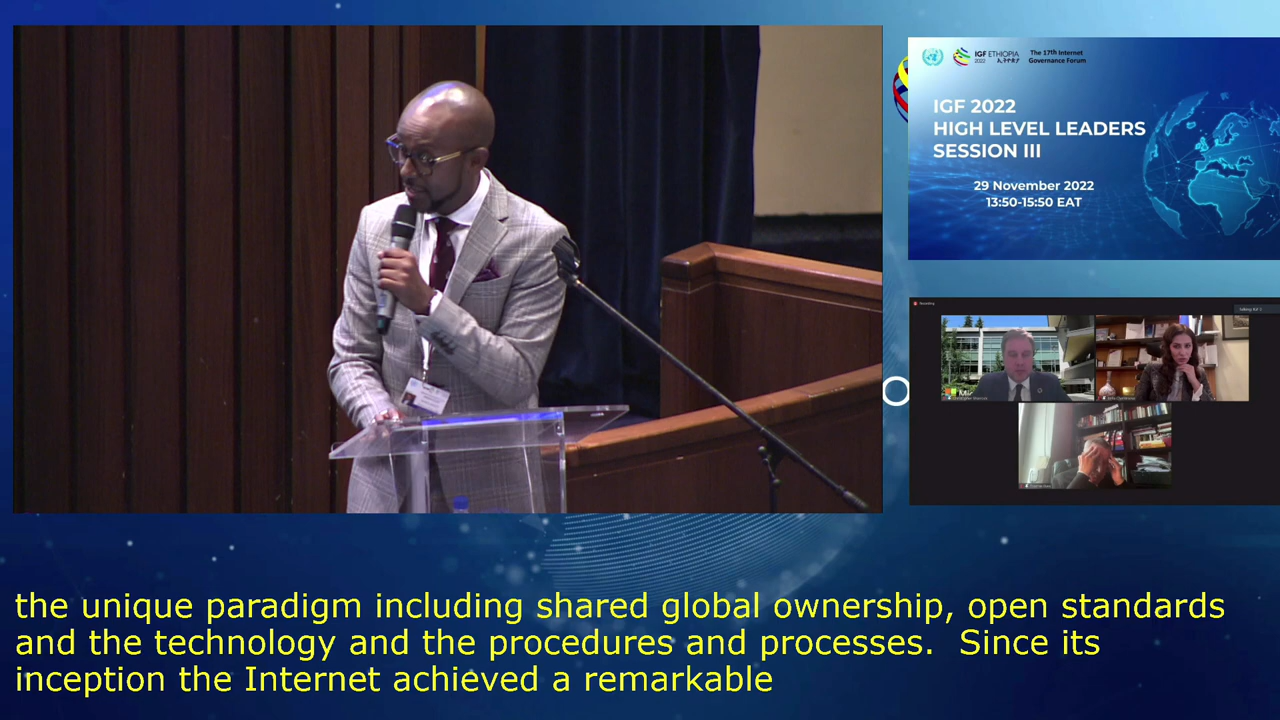 IGF ETHIOPIA
2022 ኢትዮጵያ
The 17th Internet
Governance Forum
IGF 2022
HIGH LEVEL LEADERS
SESSION III
29 November 2022
13:50-15:50 EAT
the unique paradigm including shared global ownership, open standards
and the technology and the procedures and processes.  Since its
inception the Internet achieved a remarkable